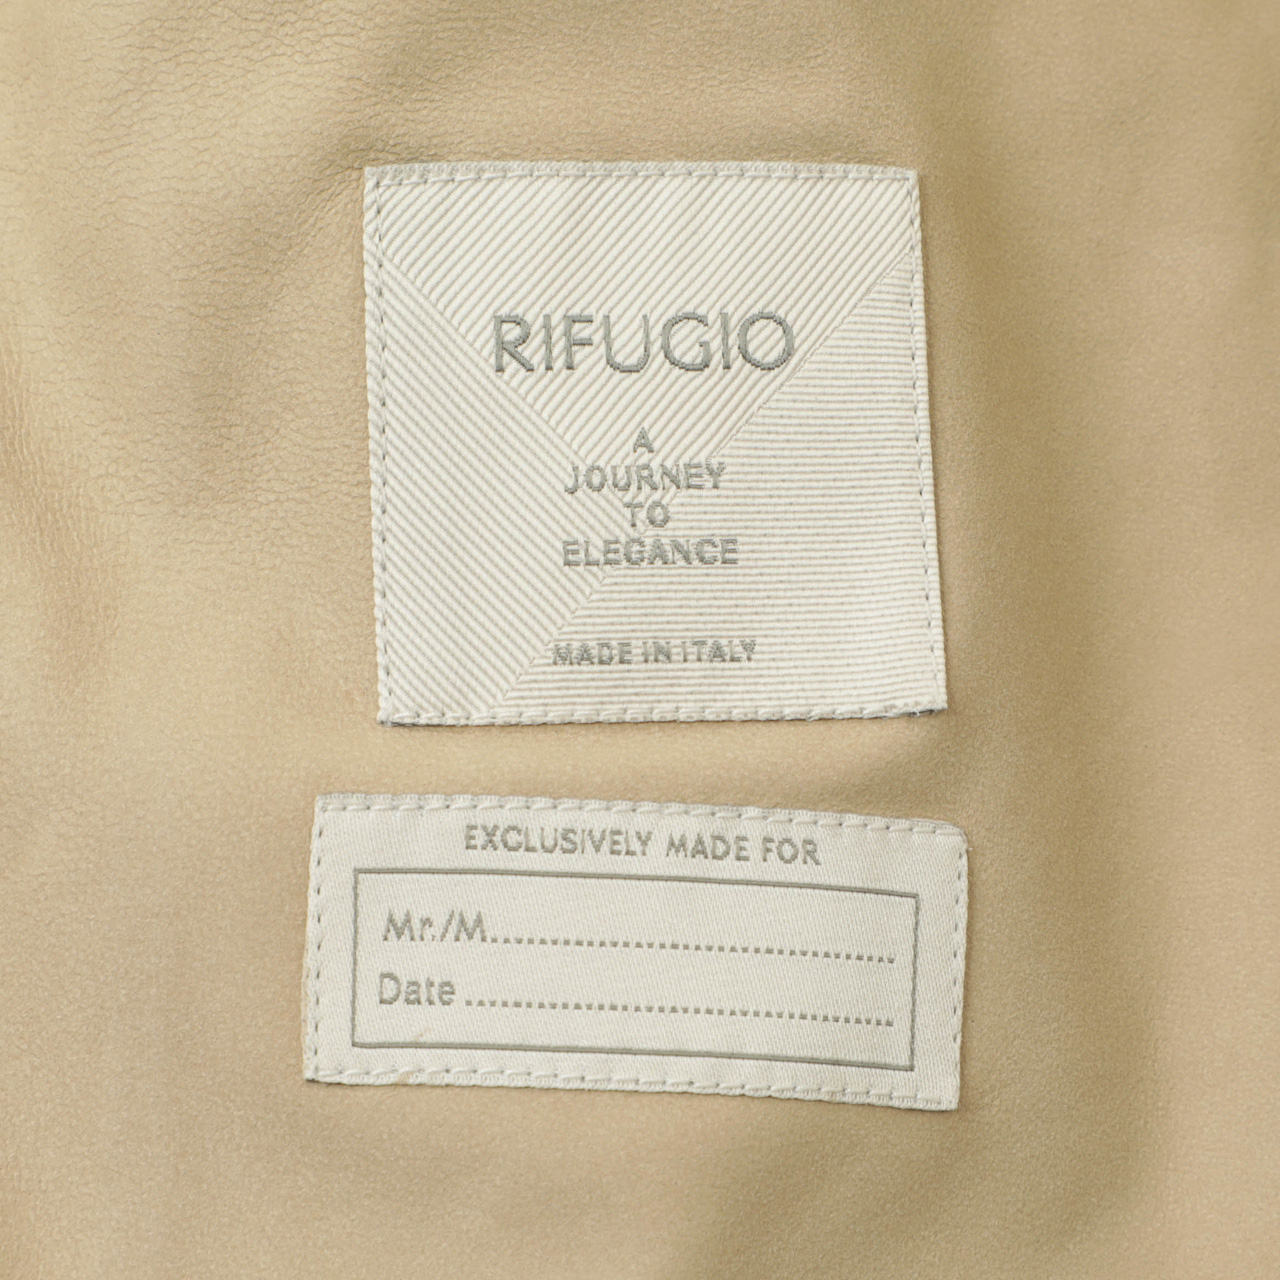 RIFUGIO
A
JOURNEY
TO
ELEGANCE
MADE IN ITALY
EXCLUSIVELY MADE FOR
Mr./M...............................................
Date ...............................................